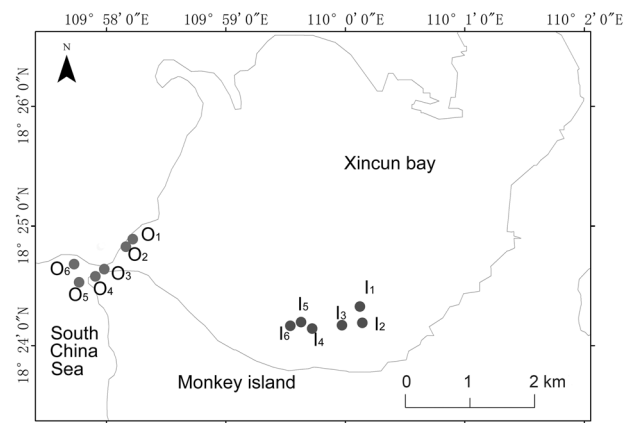 109° 58′ 0″E 109° 59′ 0″E 110° 0′ 0″E 110° 1′ 0″E 110° 2′ 0″E
N
18° 26′ 0″N
Xincun bay
18° 25′ 0″N
O1
O2
O3
O4
O5
O6
I1
I2
I3
I4
I5
I6
18° 24′ 0″N
South
China
Sea
Monkey island
0 1 2 km